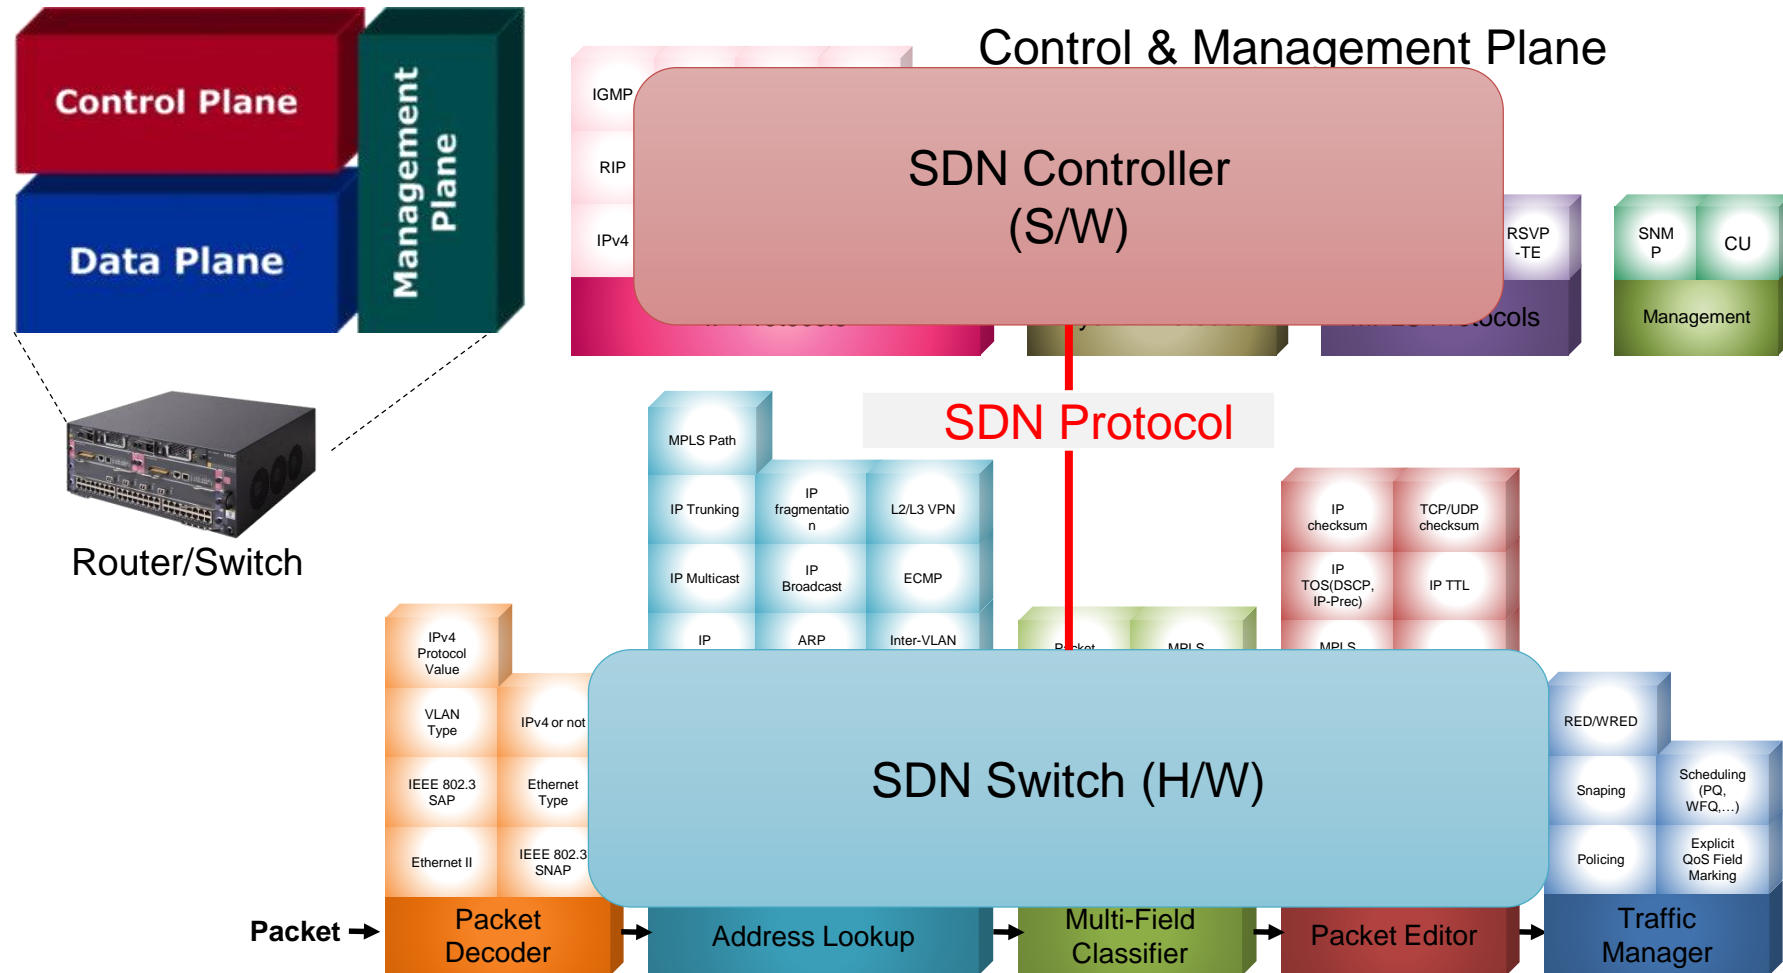 Control Plane
Data Plane
Management
Plane
Router/Switch
Control & Management Plane
IGMP
RIP
IPv4
SDN Controller
(S/W)
RSVP
-TE
SNM
P
CU
Protocols
Management
SDN Protocol
MPLS Path
IP Trunking
IP
fragmentatio
n
L2/L3 VPN
IP Multicast
IP
Broadcast
ECMP
IP
ARP
Inter-VLAN
Packet
MPLS
IP
checksum
TCP/UDP
checksum
IP
TOS(DSCP,
IP-Prec)
IP TTL
MPLS
IPv4
Protocol
Value
VLAN
Type
IPv4 or not
IEEE 802.3
SAP
Ethernet
Type
Ethernet II
IEEE 802.3
SNAP
SDN Switch (H/W)
RED/WRED
Snaping
Scheduling
(PQ,
WFQ,...)
Policing
Explicit
QoS Field
Marking
Packet
Packet
Decoder
Address Lookup
Multi-Field
Classifier
Packet Editor
Traffic
Manager